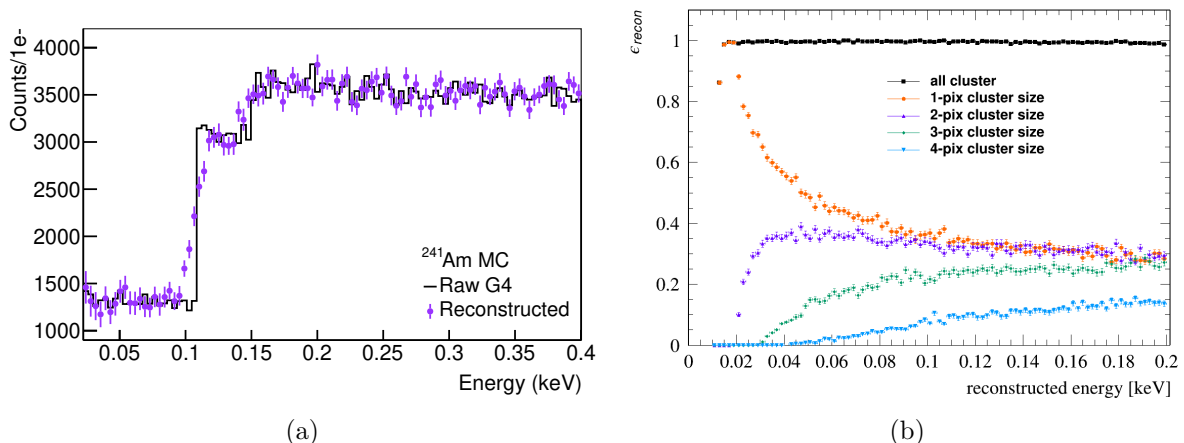 Counts/1e-
4000
3500
3000
2500
2000
1500
1000
0.05 0.1 0.15 0.2 0.25 0.3 0.35 0.4
Energy (keV)
²⁴¹Am MC
Raw G4
Reconstructed
(a)
ϵrecon
1
0.8
0.6
0.4
0.2
0
0 0.02 0.04 0.06 0.08 0.1 0.12 0.14 0.16 0.18 0.2
reconstructed energy [keV]
all cluster
1-pix cluster size
2-pix cluster size
3-pix cluster size
4-pix cluster size
(b)